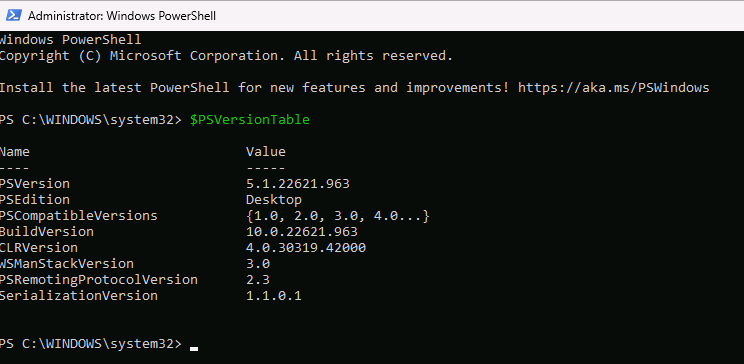 Administrator: Windows PowerShell
Windows PowerShell
Copyright (C) Microsoft Corporation. All rights reserved.
Install the latest PowerShell for new features and improvements! https://aka.ms/PSWindows
PS C:\WINDOWS\system32> $PSVersionTable
Name                           Value
----                           -----
PSVersion                      5.1.22621.963
PSEdition                      Desktop
PSCompatibleVersions           {1.0, 2.0, 3.0, 4.0...}
BuildVersion                   10.0.22621.963
CLRVersion                     4.0.30319.42000
WSManStackVersion              3.0
PSRemotingProtocolVersion      2.3
SerializationVersion           1.1.0.1
PS C:\WINDOWS\system32>